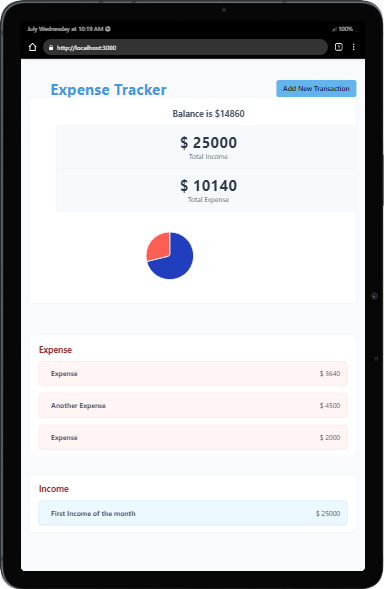 July Wednesday at 10:19 AM
100%
http://localhost:3000
1
Expense Tracker
Add New Transaction
Balance is $14860
$ 25000
Total Income
$ 10140
Total Expense
Expense
Expense
$ 3640
Another Expense
$ 4500
Expense
$ 2000
Income
First Income of the month
$ 25000